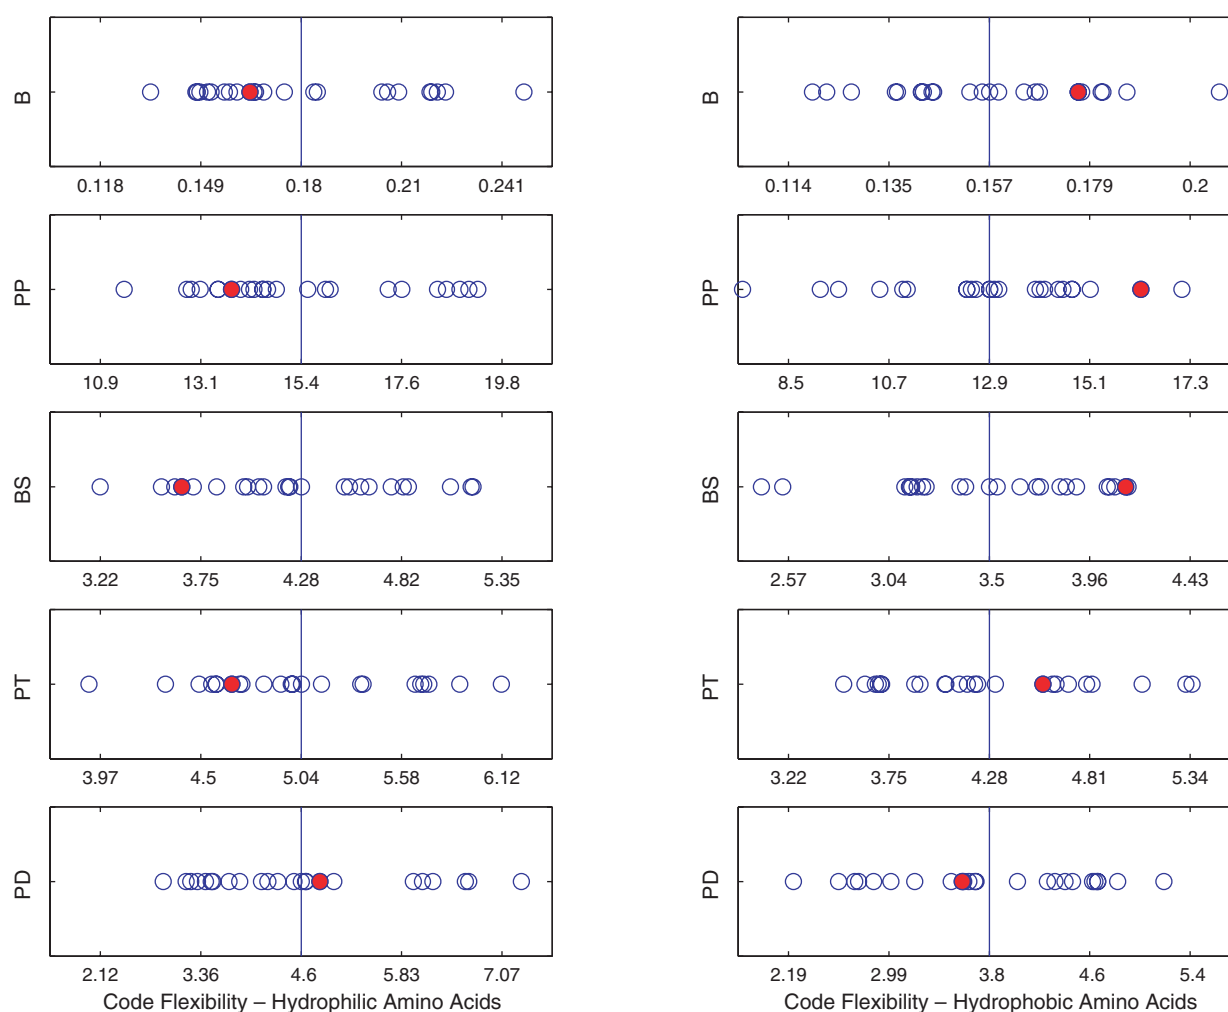 B
0.118 0.149 0.18 0.21 0.241
PP
10.9 13.1 15.4 17.6 19.8
BS
3.22 3.75 4.28 4.82 5.35
PT
3.97 4.5 5.04 5.58 6.12
PD
2.12 3.36 4.6 5.83 7.07
Code Flexibility – Hydrophilic Amino Acids
B
0.114 0.135 0.157 0.179 0.2
PP
8.5 10.7 12.9 15.1 17.3
BS
2.57 3.04 3.5 3.96 4.43
PT
3.22 3.75 4.28 4.81 5.34
PD
2.19 2.99 3.8 4.6 5.4
Code Flexibility – Hydrophobic Amino Acids